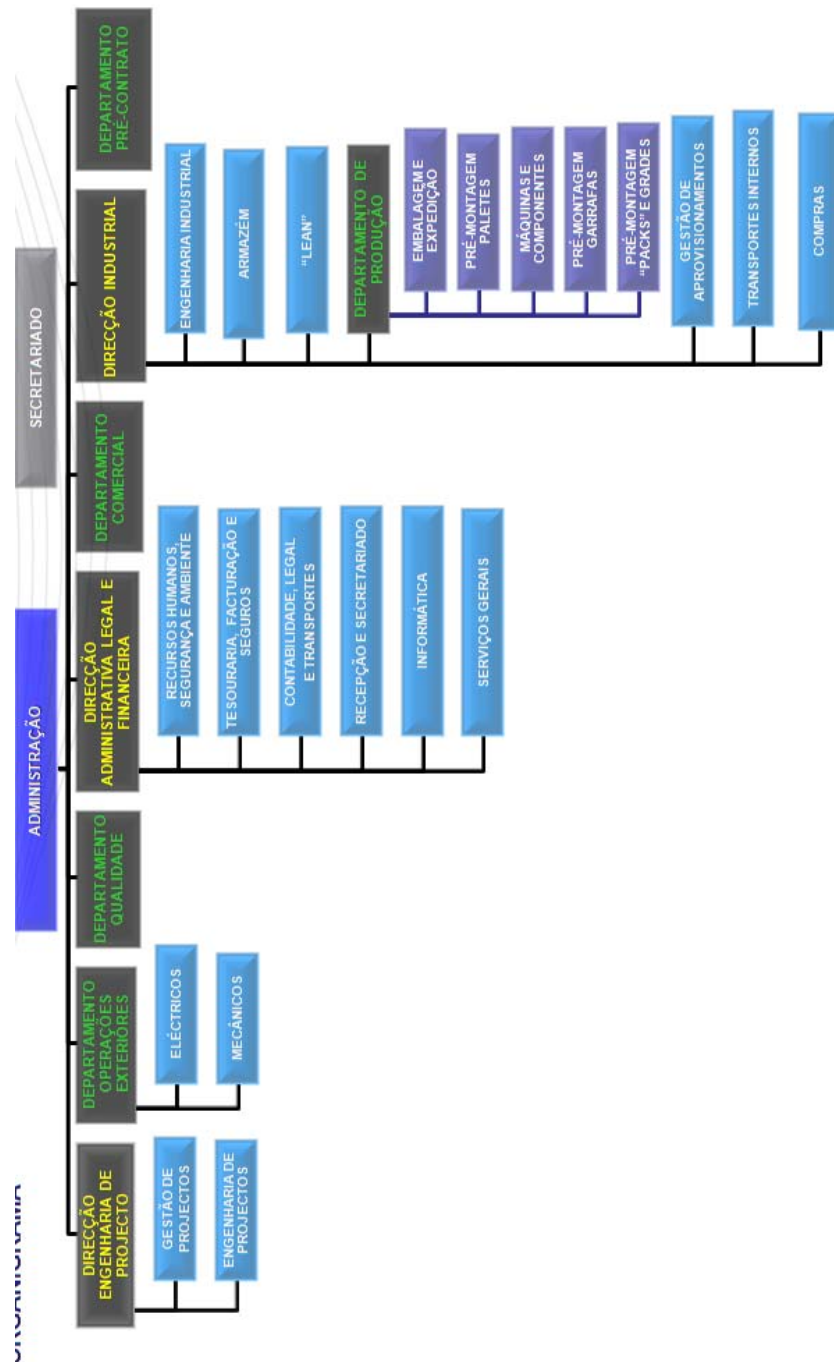 ORGANIGRAMA
ADMINISTRAÇÃO
SECRETARIADO
DIRECÇÃO
ENGENHARIA DE
PROJECTO
GESTÃO DE
PROJECTOS
ENGENHARIA DE
PROJECTOS
DEPARTAMENTO
OPERAÇÕES
EXTERIÓRES
ELÉCTRICOS
MECÂNICOS
DEPARTAMENTO
QUALIDADE
DIRECÇÃO
ADMINISTRATIVA LEGAL E
FINANCEIRA
RECURSOS HUMANOS,
SEGURANÇA E AMBIENTE
TESOURARIA, FACTURAÇÃO E
SEGUROS
CONTABILIDADE, LEGAL
E TRANSPORTES
RECEPÇÃO E SECRETARIADO
INFORMÁTICA
SERVIÇOS GERAIS
DEPARTAMENTO
COMERCIAL
DIRECÇÃO INDUSTRIAL
ENGENHARIA INDUSTRIAL
ARMAZÉM
“LEAN”
DEPARTAMENTO DE
PRODUÇÃO
EMBALAGEM E
EXPEDIÇÃO
PRÉ-MONTAGEM
PALETES
MÁQUINAS E
COMPONENTES
PRÉ-MONTAGEM
GARRAFAS
PRÉ-MONTAGEM
“PACKS” E GRADES
GESTÃO DE
APROVISIONAMENTOS
TRANSPORTES INTERNOS
COMPRAS
DEPARTAMENTO
PRÉ-CONTRATO